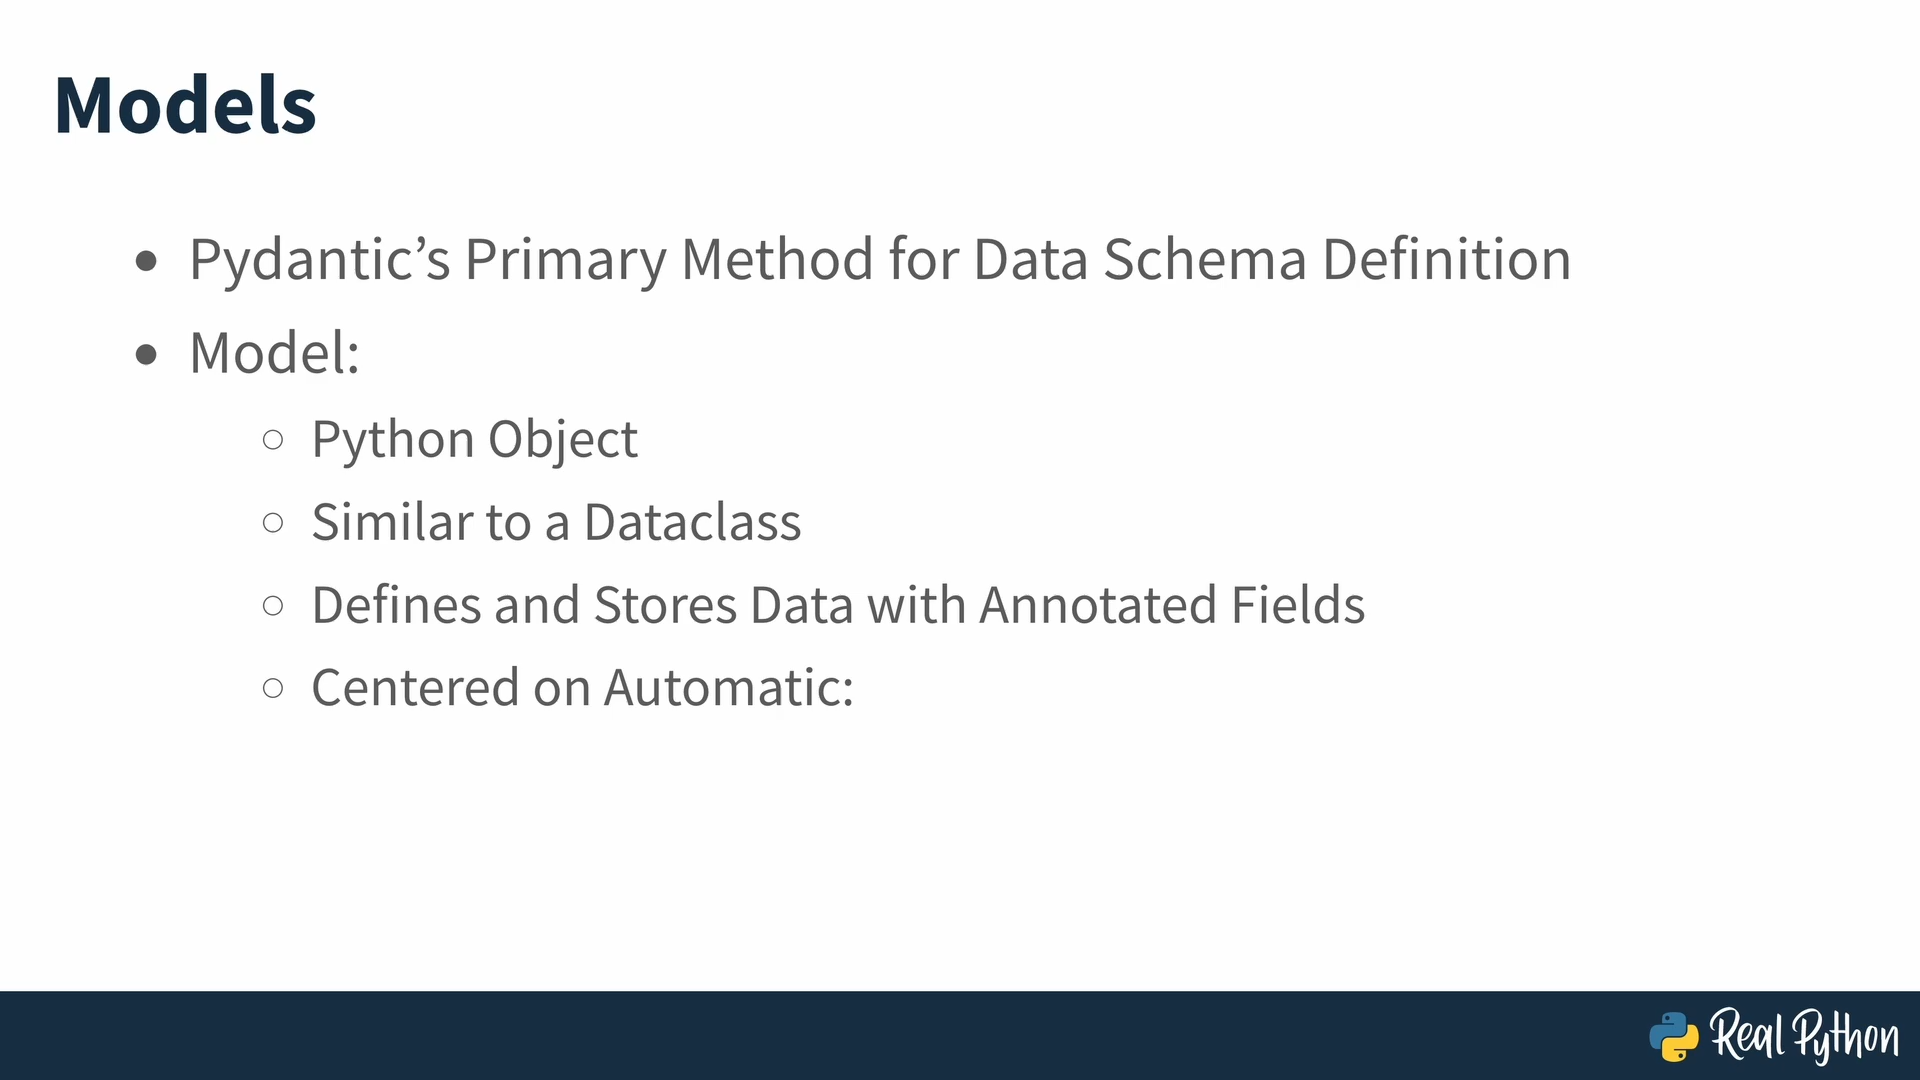 Models
• Pydantic’s Primary Method for Data Schema Definition
• Model:
○ Python Object
○ Similar to a Dataclass
○ Defines and Stores Data with Annotated Fields
○ Centered on Automatic:
Real Python